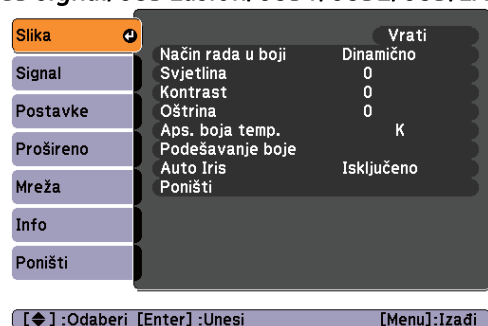 Slika
Signal
Postavke
Prošireno
Mreža
Info
Poništi
Vrati
Način rada u boji Dinamično
Svjetlina 0
Kontrast 0
Oštrina 0
Aps. boja temp. K
Podešavanje boje
Auto Iris Isključeno
Poništi
[ ] :Odaberi [Enter] :Unesi [Menu]:Izađi